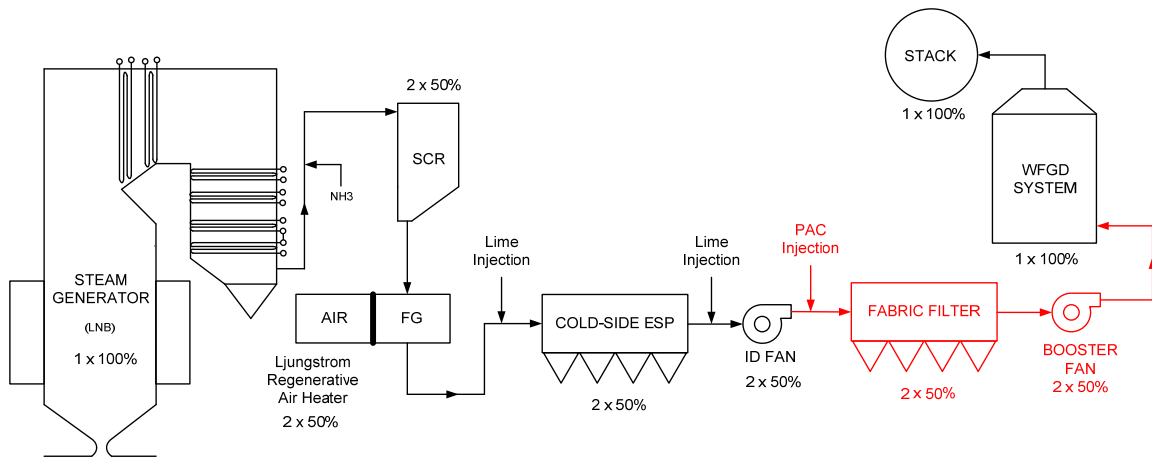 STEAM
GENERATOR
(LNB)
1 x 100%
2 x 50%
SCR
NH3
AIR
FG
Ljungstrom
Regenerative
Air Heater
2 x 50%
Lime
Injection
COLD-SIDE ESP
2 x 50%
Lime
Injection
ID FAN
2 x 50%
PAC
Injection
FABRIC FILTER
2 x 50%
BOOSTER
FAN
2 x 50%
WFGD
SYSTEM
1 x 100%
STACK
1 x 100%